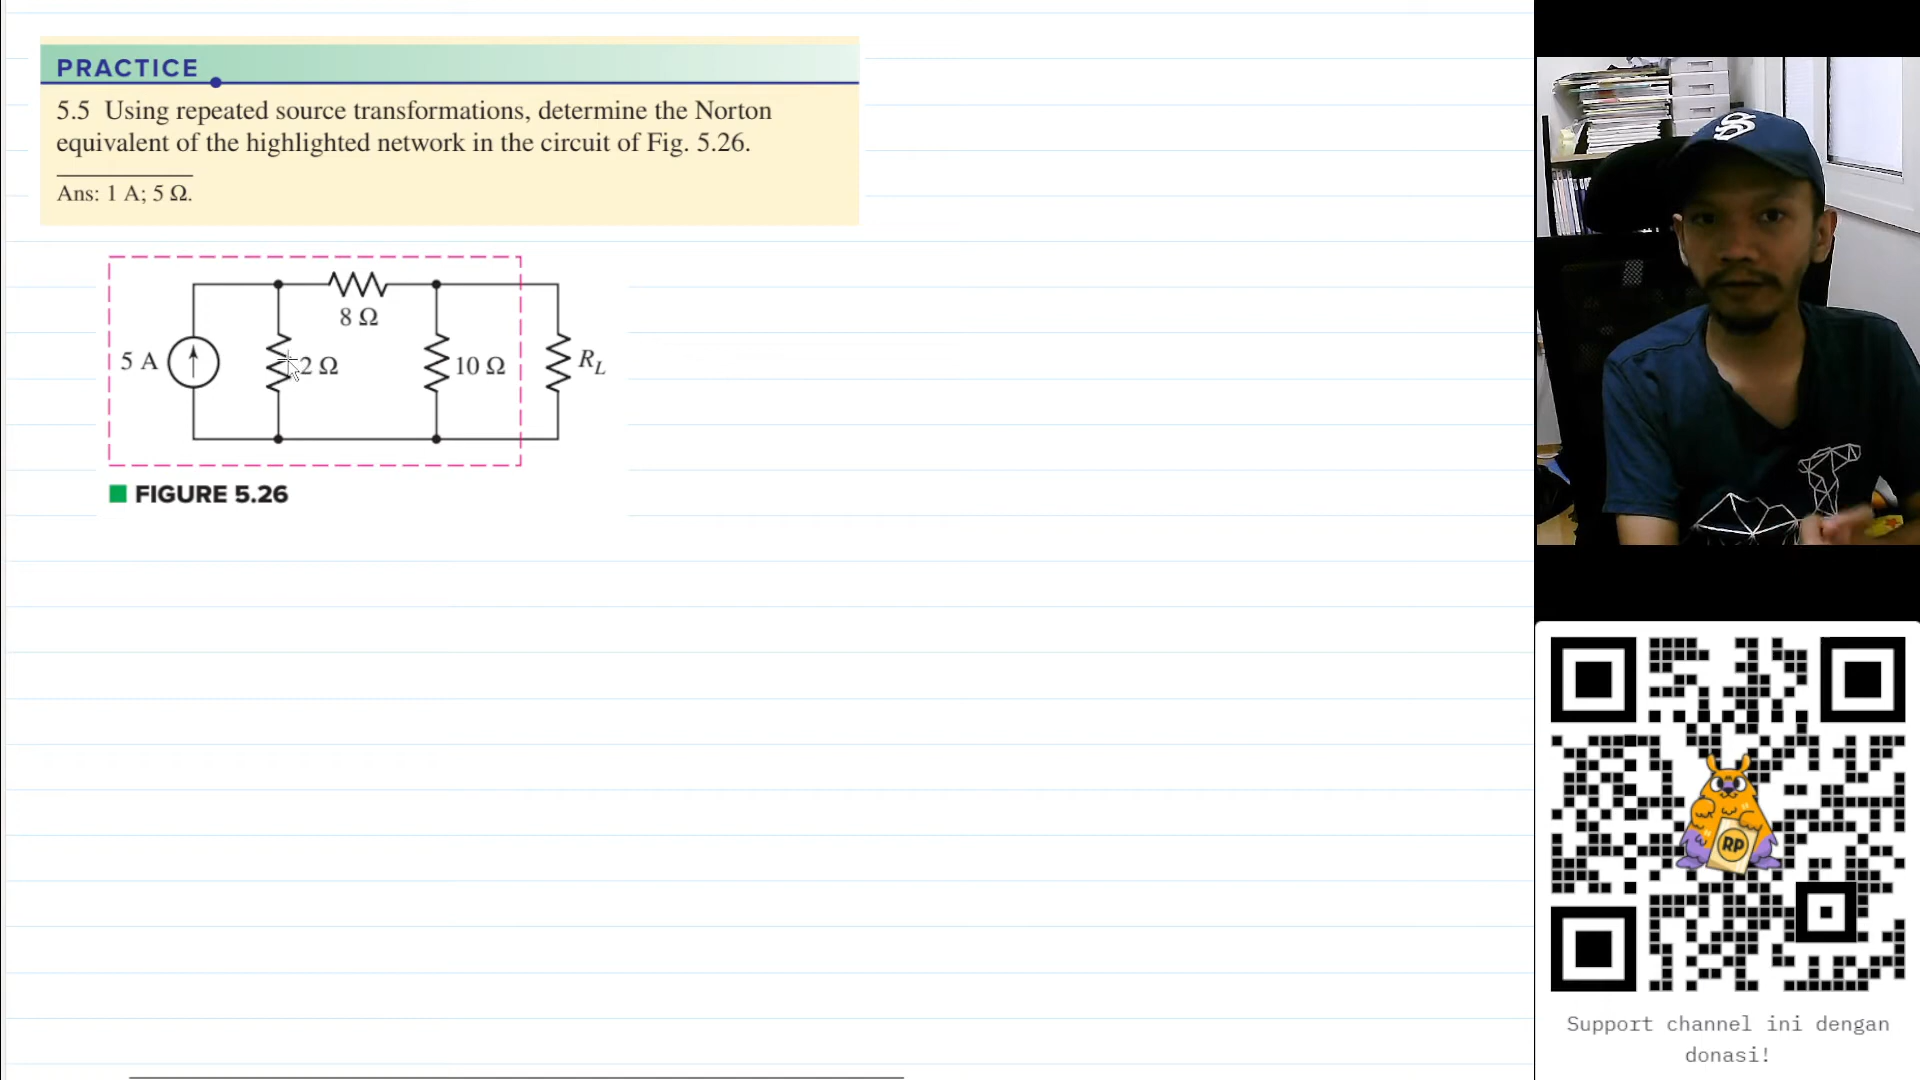 PRACTICE
5.5 Using repeated source transformations, determine the Norton
equivalent of the highlighted network in the circuit of Fig. 5.26.
Ans: 1 A; 5 Ω.
8 Ω
5 A
2 Ω
10 Ω
R_L
FIGURE 5.26
RP
Support channel ini dengan
donasi!